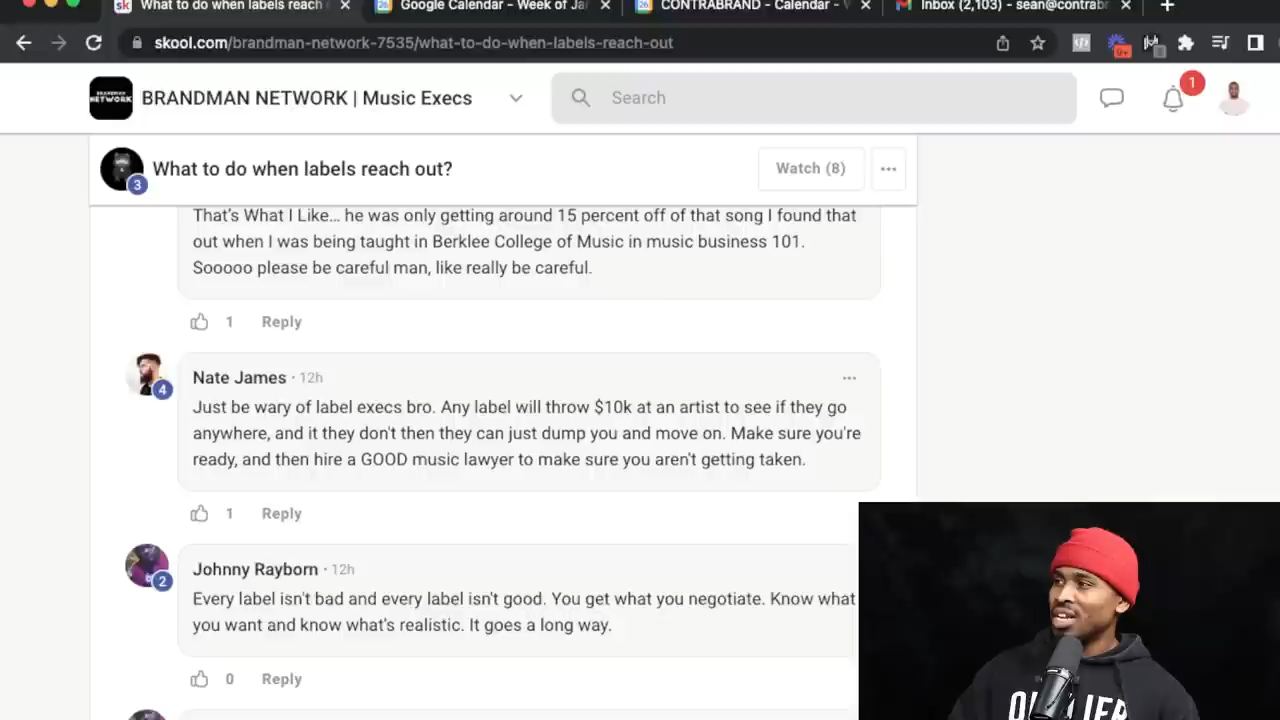 What to do when labels reach
Google Calendar - Week of Ja
CONTRABRAND - Calendar -
Inbox (2,103) - sean@contrabr
skool.com/brandman-network-7535/what-to-do-when-labels-reach-out
BRANDMAN NETWORK | Music Execs
Search
1
3
What to do when labels reach out?
Watch (8)
That's What I Like... he was only getting around 15 percent off of that song I found that
out when I was being taught in Berklee College of Music in music business 101.
Sooooo please be careful man, like really be careful.
1 Reply
4
Nate James · 12h
Just be wary of label execs bro. Any label will throw $10k at an artist to see if they go
anywhere, and it they don't then they can just dump you and move on. Make sure you're
ready, and then hire a GOOD music lawyer to make sure you aren't getting taken.
1 Reply
2
Johnny Rayborn · 12h
Every label isn't bad and every label isn't good. You get what you negotiate. Know what
you want and know what's realistic. It goes a long way.
0 Reply